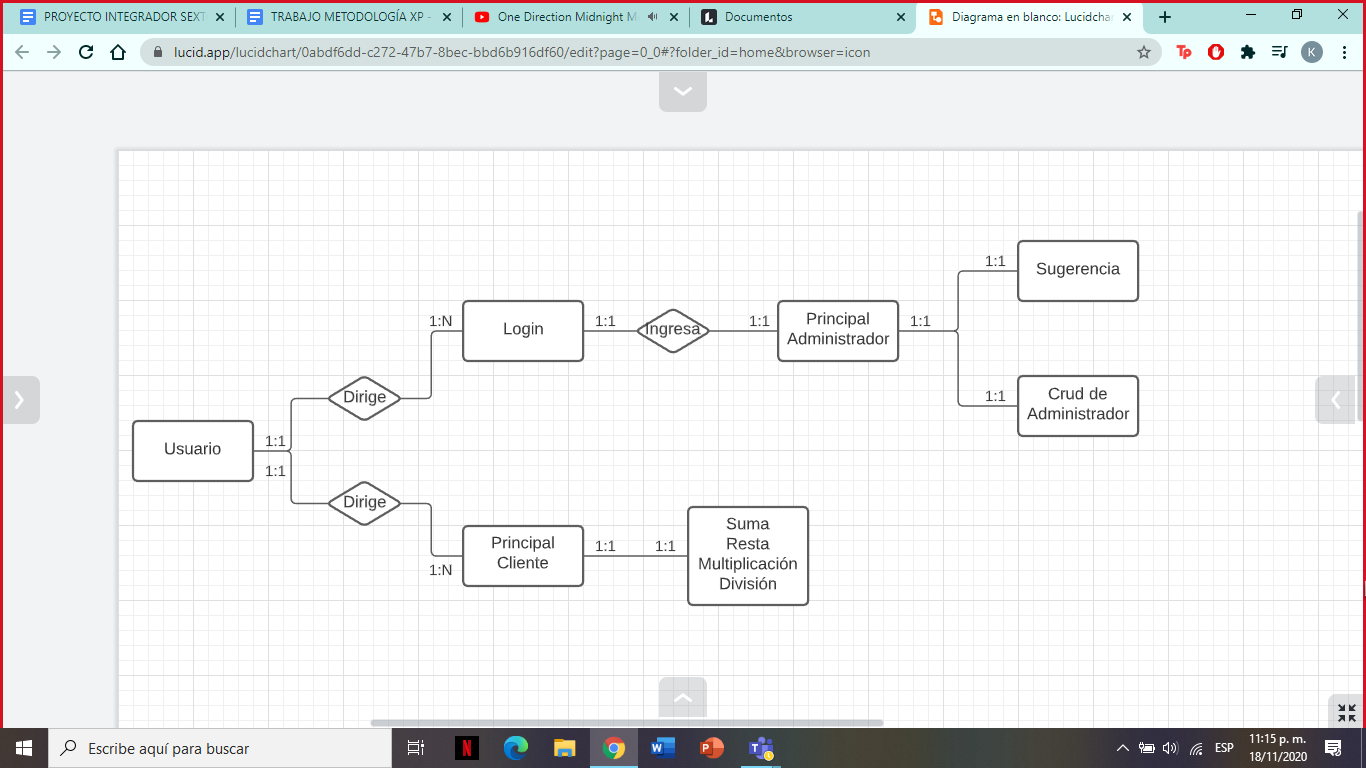 PROYECTO INTEGRADOR SEXT
TRABAJO METODOLOGÍA XP -
One Direction Midnight M
Documentos
Diagrama en blanco: Lucidchar
lucid.app/lucidchart/0abdf6dd-c272-47b7-8bec-bbd6b916df60/edit?page=0_0#?folder_id=home&browser=icon
Tp
K
1:1
Sugerencia
1:N
Login
1:1
Ingresa
1:1
Principal
Administrador
1:1
1:1
Crud de
Administrador
Dirige
Usuario
1:1
1:1
Dirige
Principal
Cliente
1:N
1:1
1:1
Suma
Resta
Multiplicación
División
Escribe aquí para buscar
ESP
11:15 p. m.
18/11/2020